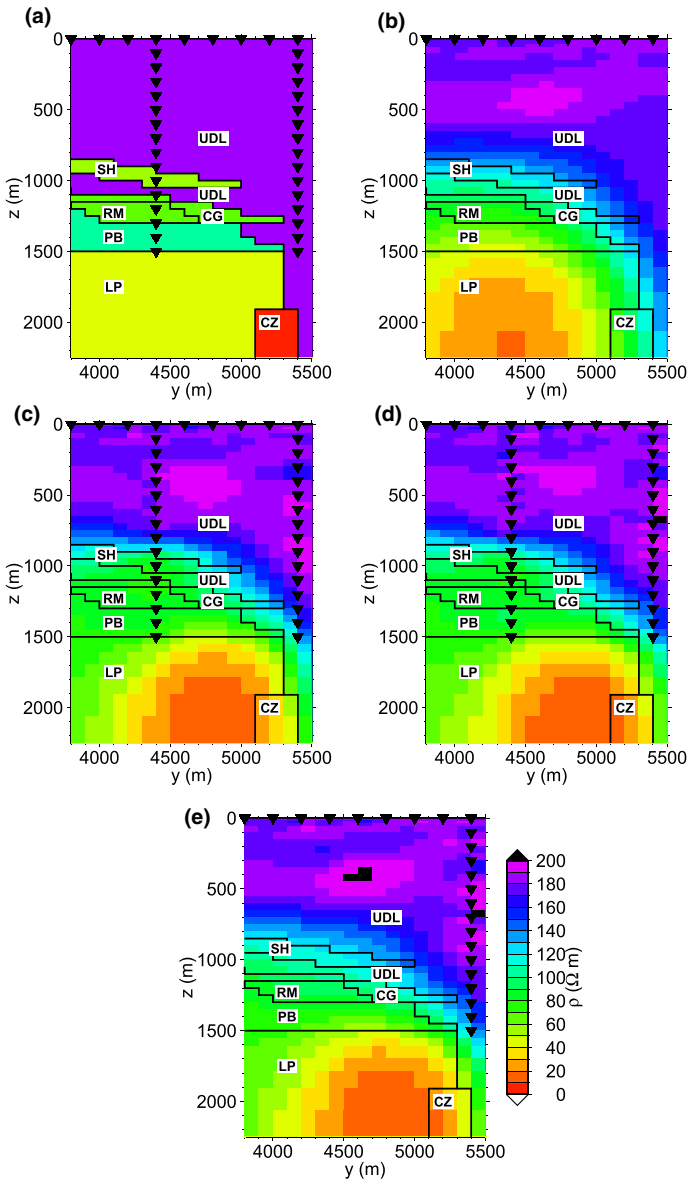 (a)
(b)
0
500
1000
1500
2000
z (m)
4000 4500 5000 5500
y (m)
UDL
SH
UDL
RM
CG
PB
LP
CZ
0
500
1000
1500
2000
z (m)
4000 4500 5000 5500
y (m)
UDL
SH
UDL
RM
CG
PB
LP
CZ
(c)
(d)
0
500
1000
1500
2000
z (m)
4000 4500 5000 5500
y (m)
UDL
SH
UDL
RM
CG
PB
LP
CZ
0
500
1000
1500
2000
z (m)
4000 4500 5000 5500
y (m)
UDL
SH
UDL
RM
CG
PB
LP
CZ
(e)
0
500
1000
1500
2000
z (m)
4000 4500 5000 5500
y (m)
UDL
SH
UDL
RM
CG
PB
LP
CZ
200
180
160
140
120
100
80
60
40
20
0
ρ (Ω m)